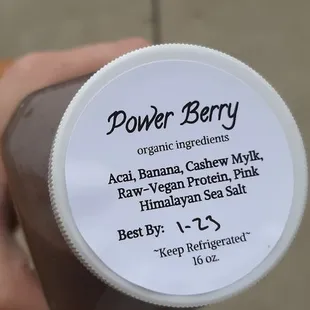 Power Berry
organic ingredients
Acai, Banana, Cashew Mylk,
Raw-Vegan Protein, Pink
Himalayan Sea Salt
Best By: 1-23
~Keep Refrigerated~
16 oz.